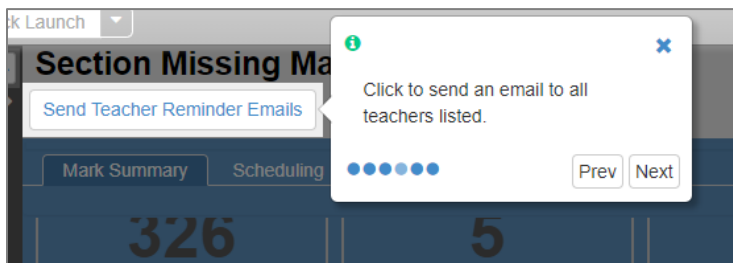 k Launch
Section Missing Ma
Send Teacher Reminder Emails
Click to send an email to all
teachers listed.
Prev Next
Mark Summary Scheduling
326 5